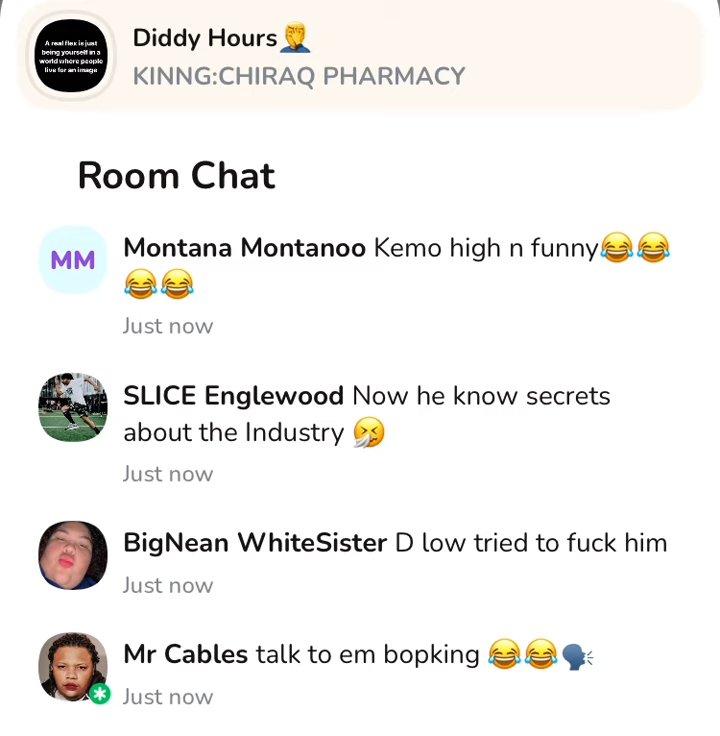 A real flex is just
being yourself in a
world where people
live for an image
Diddy Hours🤦
KINNG:CHIRAQ PHARMACY
Room Chat
MM
Montana Montanoo Kemo high n funny😂😂
😂😂
Just now
SLICE Englewood Now he know secrets
about the Industry 🤧
Just now
BigNean WhiteSister D low tried to fuck him
Just now
Mr Cables talk to em bopking 😂😂🗣️
Just now